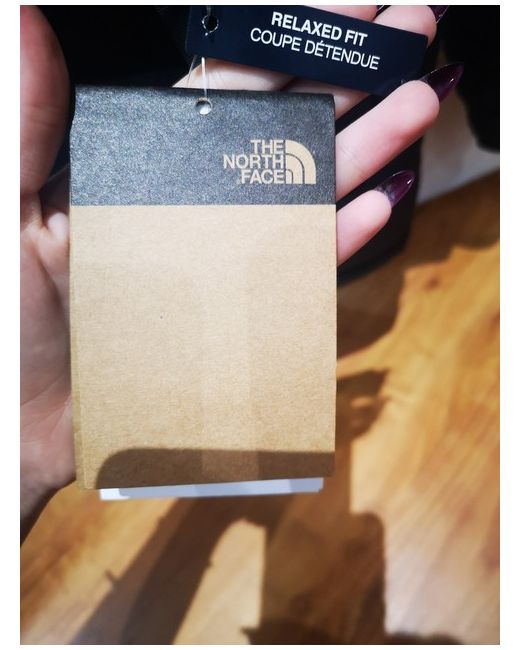 RELAXED FIT
COUPE DÉTENDUE
THE
NORTH
FACE